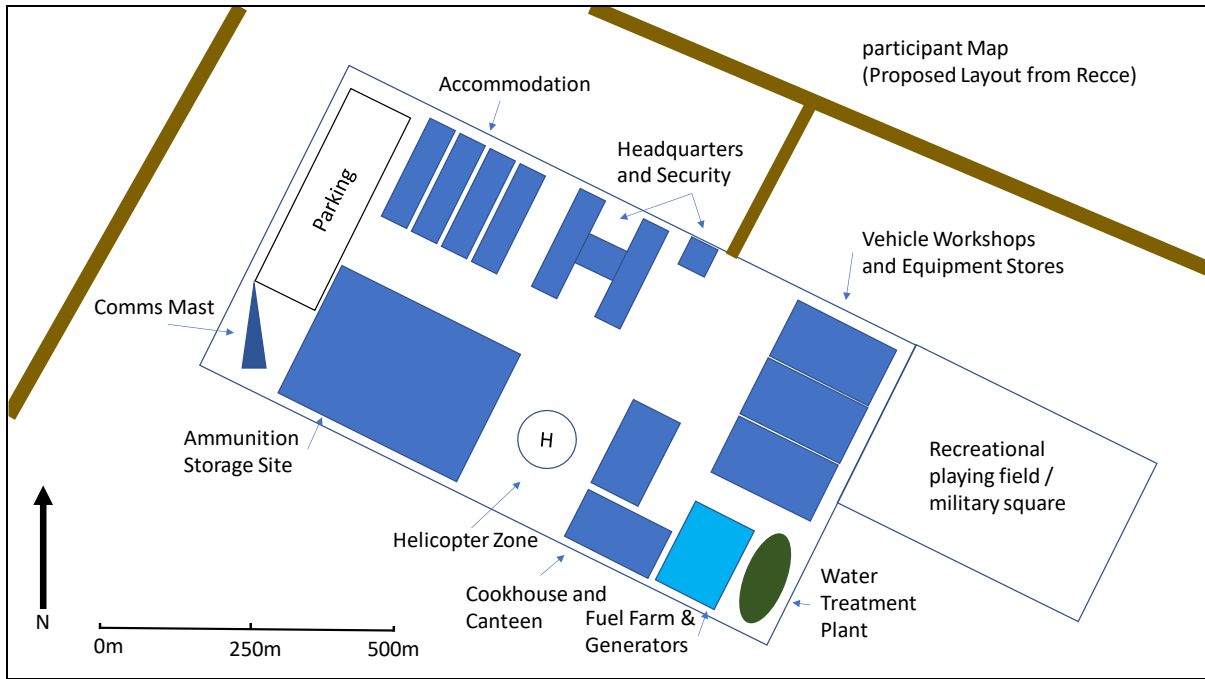 participant Map
(Proposed Layout from Recce)
Accommodation
Headquarters
and Security
Parking
Vehicle Workshops
and Equipment Stores
Comms Mast
Ammunition
Storage Site
H
Recreational
playing field /
military square
Helicopter Zone
Cookhouse and
Canteen
Fuel Farm &
Generators
Water
Treatment
Plant
N
0m
250m
500m